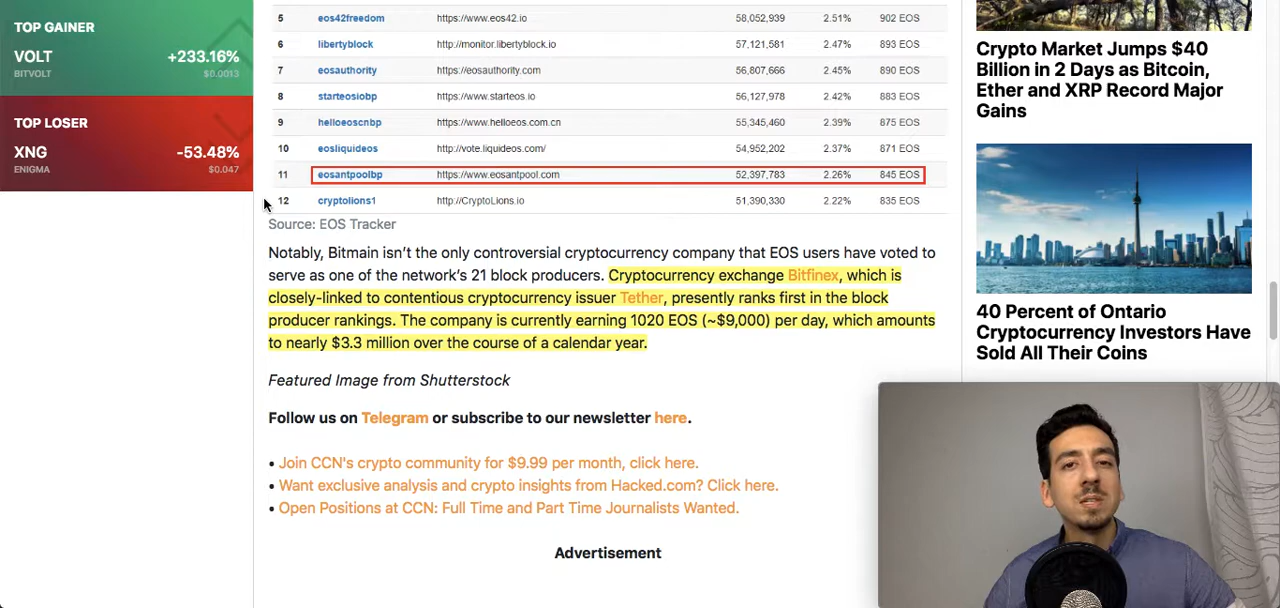 TOP GAINER
VOLT +233.16%
BITVOLT $0.0013
TOP LOSER
XNG -53.48%
ENIGMA $0.047
5 eos42freedom https://www.eos42.io 58,052,939 2.51% 902 EOS
6 libertyblock http://monitor.libertyblock.io 57,121,581 2.47% 893 EOS
7 eosauthority https://eosauthority.com 56,807,666 2.45% 890 EOS
8 starteosiobp https://www.starteos.io 56,127,978 2.42% 883 EOS
9 helloeoscnbp https://www.helloeos.com.cn 55,345,460 2.39% 875 EOS
10 eosliquideos http://vote.liquideos.com/ 54,952,202 2.37% 871 EOS
11 eosantpoolbp https://www.eosantpool.com 52,397,783 2.26% 845 EOS
12 cryptolions1 http://CryptoLions.io 51,390,330 2.22% 835 EOS
Source: EOS Tracker
Notably, Bitmain isn’t the only controversial cryptocurrency company that EOS users have voted to
serve as one of the network’s 21 block producers. Cryptocurrency exchange Bitfinex, which is
closely-linked to contentious cryptocurrency issuer Tether, presently ranks first in the block
producer rankings. The company is currently earning 1020 EOS (~$9,000) per day, which amounts
to nearly $3.3 million over the course of a calendar year.
Featured Image from Shutterstock
Follow us on Telegram or subscribe to our newsletter here.
• Join CCN's crypto community for $9.99 per month, click here.
• Want exclusive analysis and crypto insights from Hacked.com? Click here.
• Open Positions at CCN: Full Time and Part Time Journalists Wanted.
Advertisement
Crypto Market Jumps $40
Billion in 2 Days as Bitcoin,
Ether and XRP Record Major
Gains
40 Percent of Ontario
Cryptocurrency Investors Have
Sold All Their Coins